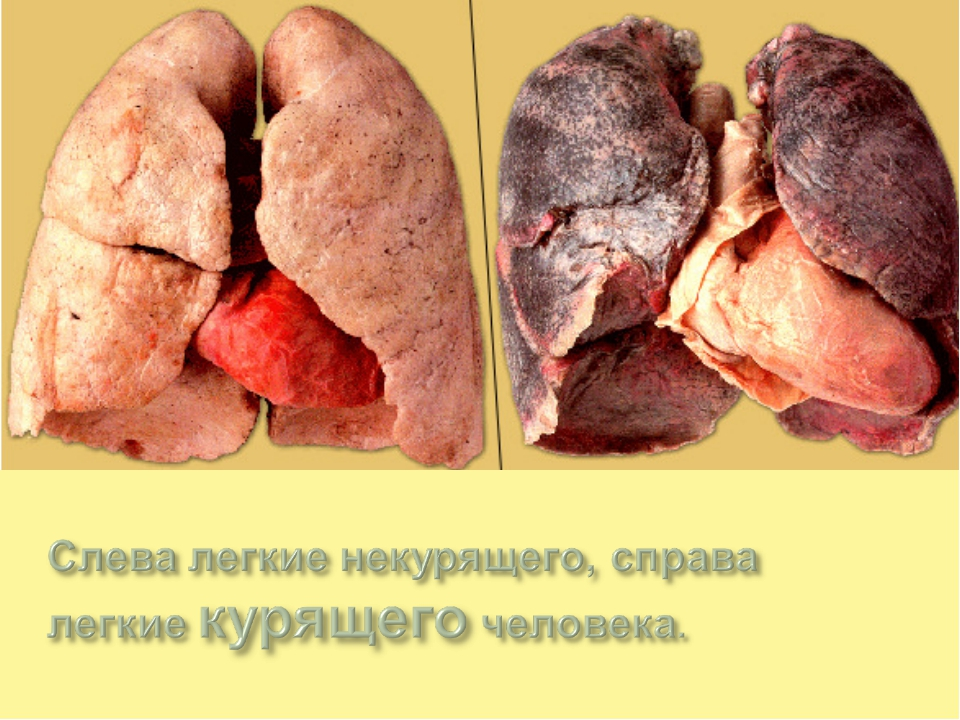 Слева легкие некурящего, справа
легкие курящего человека.